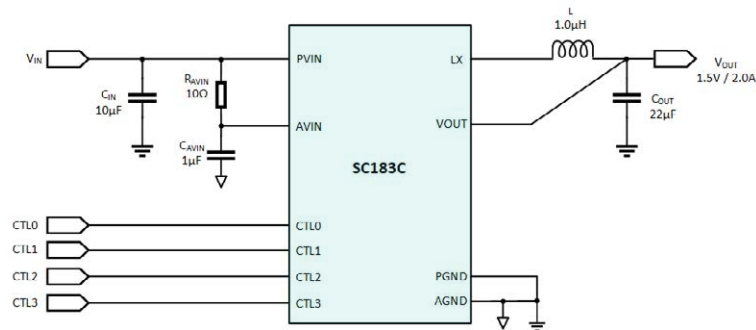 L
1.0µH
VIN
PVIN
LX
VOUT
1.5V / 2.0A
CIN
10µF
RAVIN
10Ω
COUT
22µF
AVIN
VOUT
CAVIN
1µF
SC183C
CTL0
CTL0
CTL1
CTL1
CTL2
CTL2
PGND
CTL3
CTL3
AGND